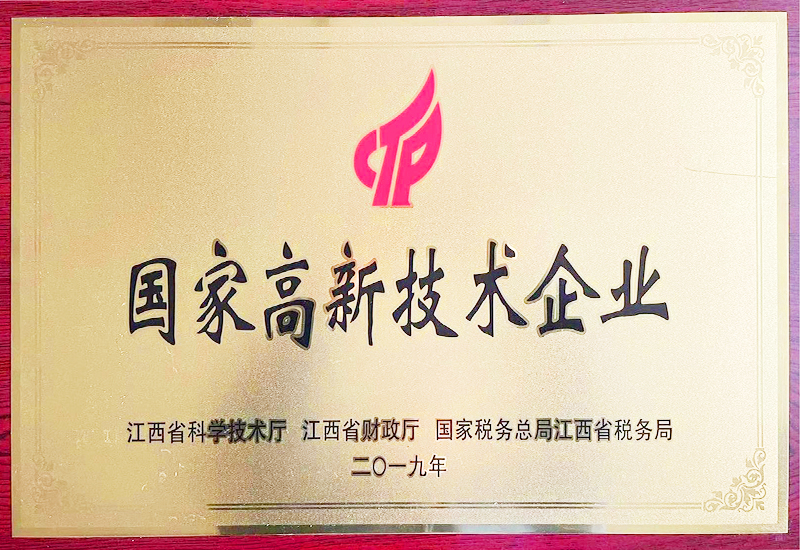 CTP
国家高新技术企业
江西省科学技术厅 江西省财政厅 国家税务总局江西省税务局
二〇一九年